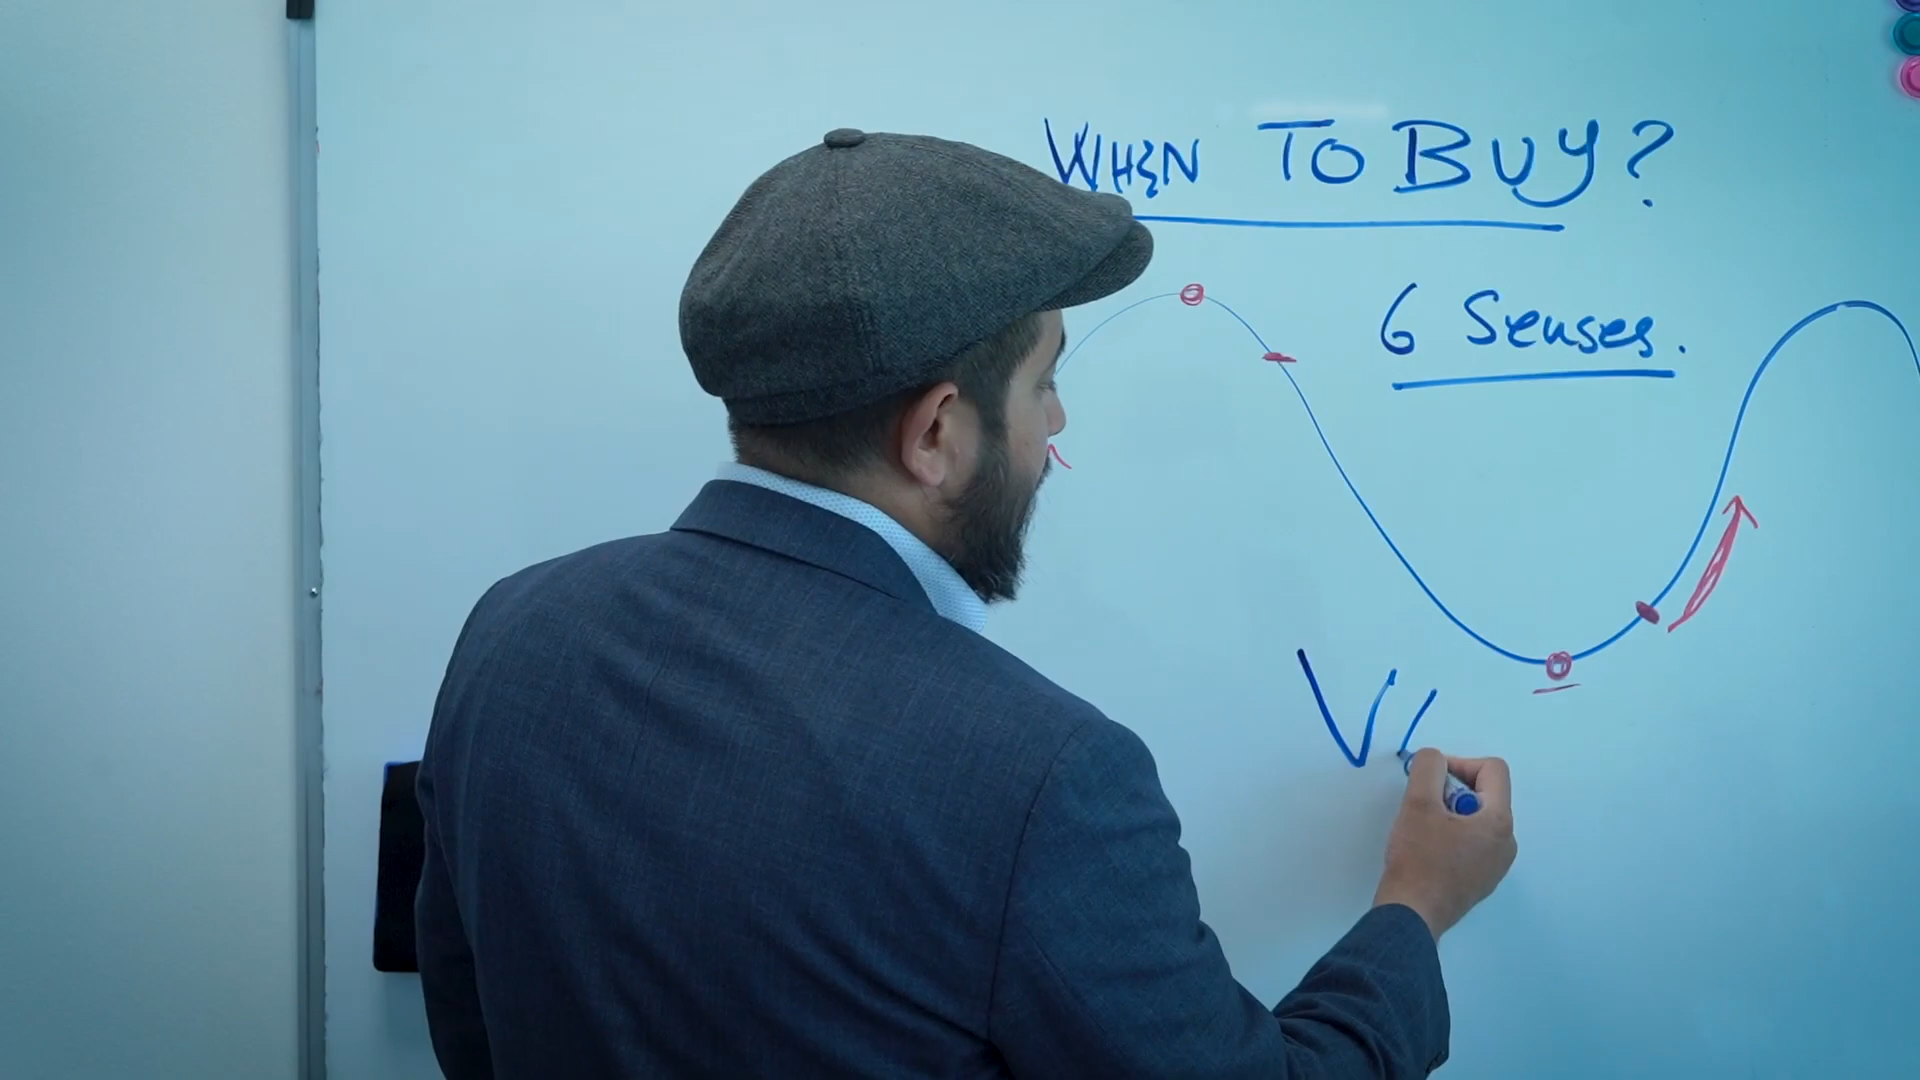 WHEN TO BUY?
6 Senses.
V